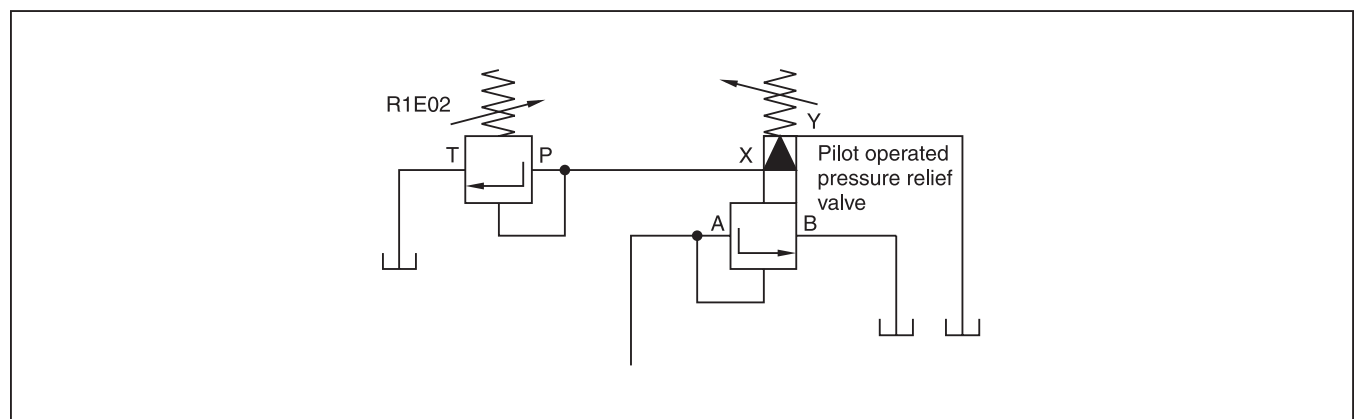 R1E02
T
P
X
Y
Pilot operated
pressure relief
valve
A
B